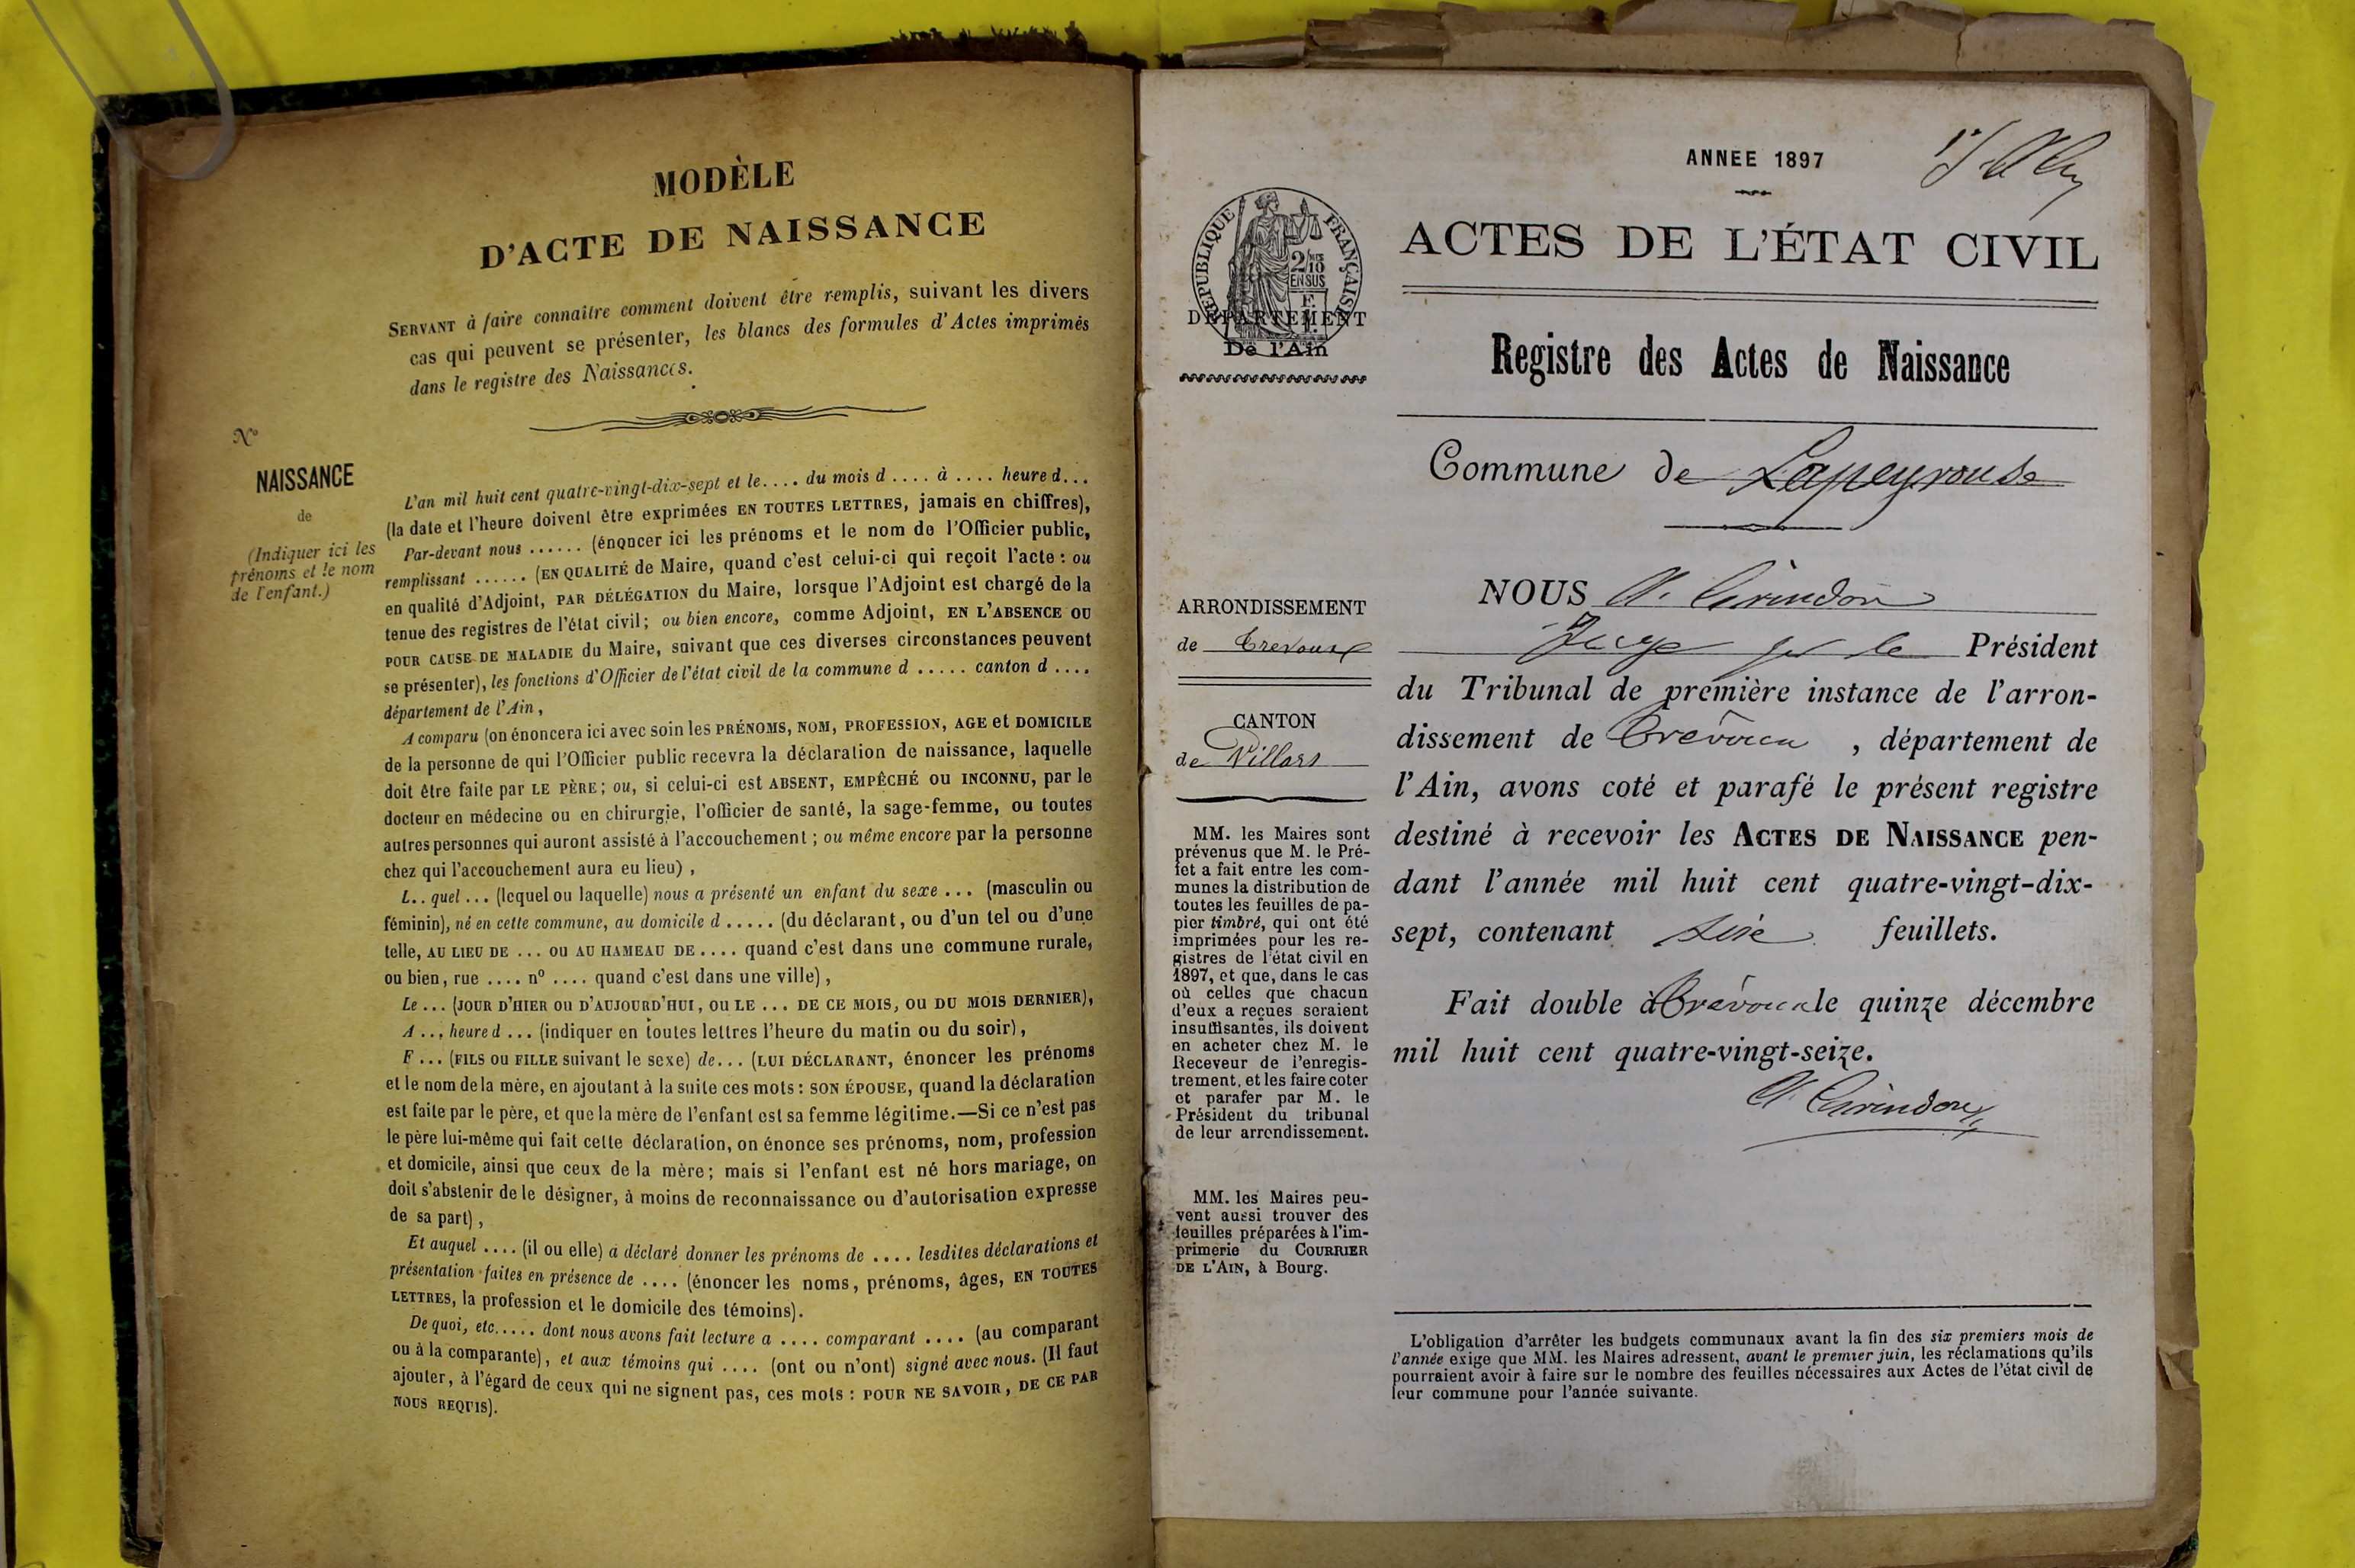 MODÈLE
D'ACTE DE NAISSANCE
SERVANT à faire connaître comment doivent être remplis, suivant les divers
cas qui peuvent se présenter, les blancs des formules d'Actes imprimés
dans le registre des Naissances.
N°
NAISSANCE
de
(Indiquer ici les
prénoms et le nom
de l'enfant.)
L'an mil huit cent quatre-vingt-dix-sept et le.... du mois d .... à .... heure d...
(la date et l'heure doivent être exprimées EN TOUTES LETTRES, jamais en chiffres),
Par-devant nous ...... (énoncer ici les prénoms et le nom de l'Officier public,
remplissant ...... (EN QUALITÉ de Maire, quand c'est celui-ci qui reçoit l'acte : ou
en qualité d'Adjoint, PAR DÉLÉGATION du Maire, lorsque l'Adjoint est chargé de la
tenue des registres de l'état civil; ou bien encore, comme Adjoint, EN L'ABSENCE OU
POUR CAUSE DE MALADIE du Maire, suivant que ces diverses circonstances peuvent
se présenter), les fonctions d'Officier de l'état civil de la commune d ..... canton d ....
département de l'Ain,
A comparu (on énoncera ici avec soin les PRÉNOMS, NOM, PROFESSION, AGE et DOMICILE
de la personne de qui l'Officier public recevra la déclaration de naissance, laquelle
doit être faite par LE PÈRE; ou, si celui-ci est ABSENT, EMPÊCHÉ OU INCONNU, par le
docteur en médecine ou en chirurgie, l'officier de santé, la sage-femme, ou toutes
autres personnes qui auront assisté à l'accouchement ; ou même encore par la personne
chez qui l'accouchement aura eu lieu) ,
L.. quel ... (lequel ou laquelle) nous a présenté un enfant du sexe ... (masculin ou
féminin), né en cette commune, au domicile d ..... (du déclarant, ou d'un tel ou d'une
telle, AU LIEU DE ... OU AU HAMEAU DE .... quand c'est dans une commune rurale,
ou bien, rue .... n° .... quand c'est dans une ville) ,
Le ... (JOUR D'HIER OU D'AUJOURD'HUI, OU LE ... DE CE MOIS, OU DU MOIS DERNIER),
A ... heure d ... (indiquer en toutes lettres l'heure du matin ou du soir) ,
F ... (FILS OU FILLE suivant le sexe) de... (LUI DÉCLARANT, énoncer les prénoms
et le nom de la mère, en ajoutant à la suite ces mots : SON ÉPOUSE, quand la déclaration
est faite par le père, et que la mère de l'enfant est sa femme légitime.—Si ce n'est pas
le père lui-même qui fait cette déclaration, on énonce ses prénoms, nom, profession
et domicile, ainsi que ceux de la mère; mais si l'enfant est né hors mariage, on
doit s'abstenir de le désigner, à moins de reconnaissance ou d'autorisation expresse
de sa part) ,
Et auquel .... (il ou elle) a déclaré donner les prénoms de .... lesdites déclarations et
présentation faites en présence de .... (énoncer les noms, prénoms, âges, EN TOUTES
LETTRES, la profession et le domicile des témoins).
De quoi, etc..... dont nous avons fait lecture a .... comparant .... (au comparant
ou à la comparante), et aux témoins qui .... (ont ou n'ont) signé avec nous. (Il faut
ajouter, à l'égard de ceux qui ne signent pas, ces mots : POUR NE SAVOIR, DE CE PAR
NOUS REQUIS).
ANNEE 1897
RÉPUBLIQUE FRANÇAISE
2/10
EN SUS
DÉPARTEMENT
De l'Ain
ACTES DE L'ÉTAT CIVIL
Registre des Actes de Naissance
Commune de Lapeyrouse
ARRONDISSEMENT
de Trevoux
CANTON
de Villars
MM. les Maires sont
prévenus que M. le Pré-
fet a fait entre les com-
munes la distribution de
toutes les feuilles de pa-
pier timbré, qui ont été
imprimées pour les re-
gistres de l'état civil en
1897, et que, dans le cas
où celles que chacun
d'eux a reçues seraient
insuffisantes, ils doivent
en acheter chez M. le
Receveur de l'enregis-
trement, et les faire coter
et parafer par M. le
Président du tribunal
de leur arrondissement.
MM. les Maires peu-
vent aussi trouver des
feuilles préparées à l'im-
primerie du COURRIER
DE L'AIN, à Bourg.
NOUS
Juge le Président
du Tribunal de première instance de l'arron-
dissement de Trévoux , département de
l'Ain, avons coté et parafé le présent registre
destiné à recevoir les ACTES DE NAISSANCE pen-
dant l'année mil huit cent quatre-vingt-dix-
sept, contenant feuillets.
Fait double à Trévoux le quinze décembre
mil huit cent quatre-vingt-seize.
L'obligation d'arrêter les budgets communaux avant la fin des six premiers mois de
l'année exige que MM. les Maires adressent, avant le premier juin, les réclamations qu'ils
pourraient avoir à faire sur le nombre des feuilles nécessaires aux Actes de l'état civil de
leur commune pour l'année suivante.